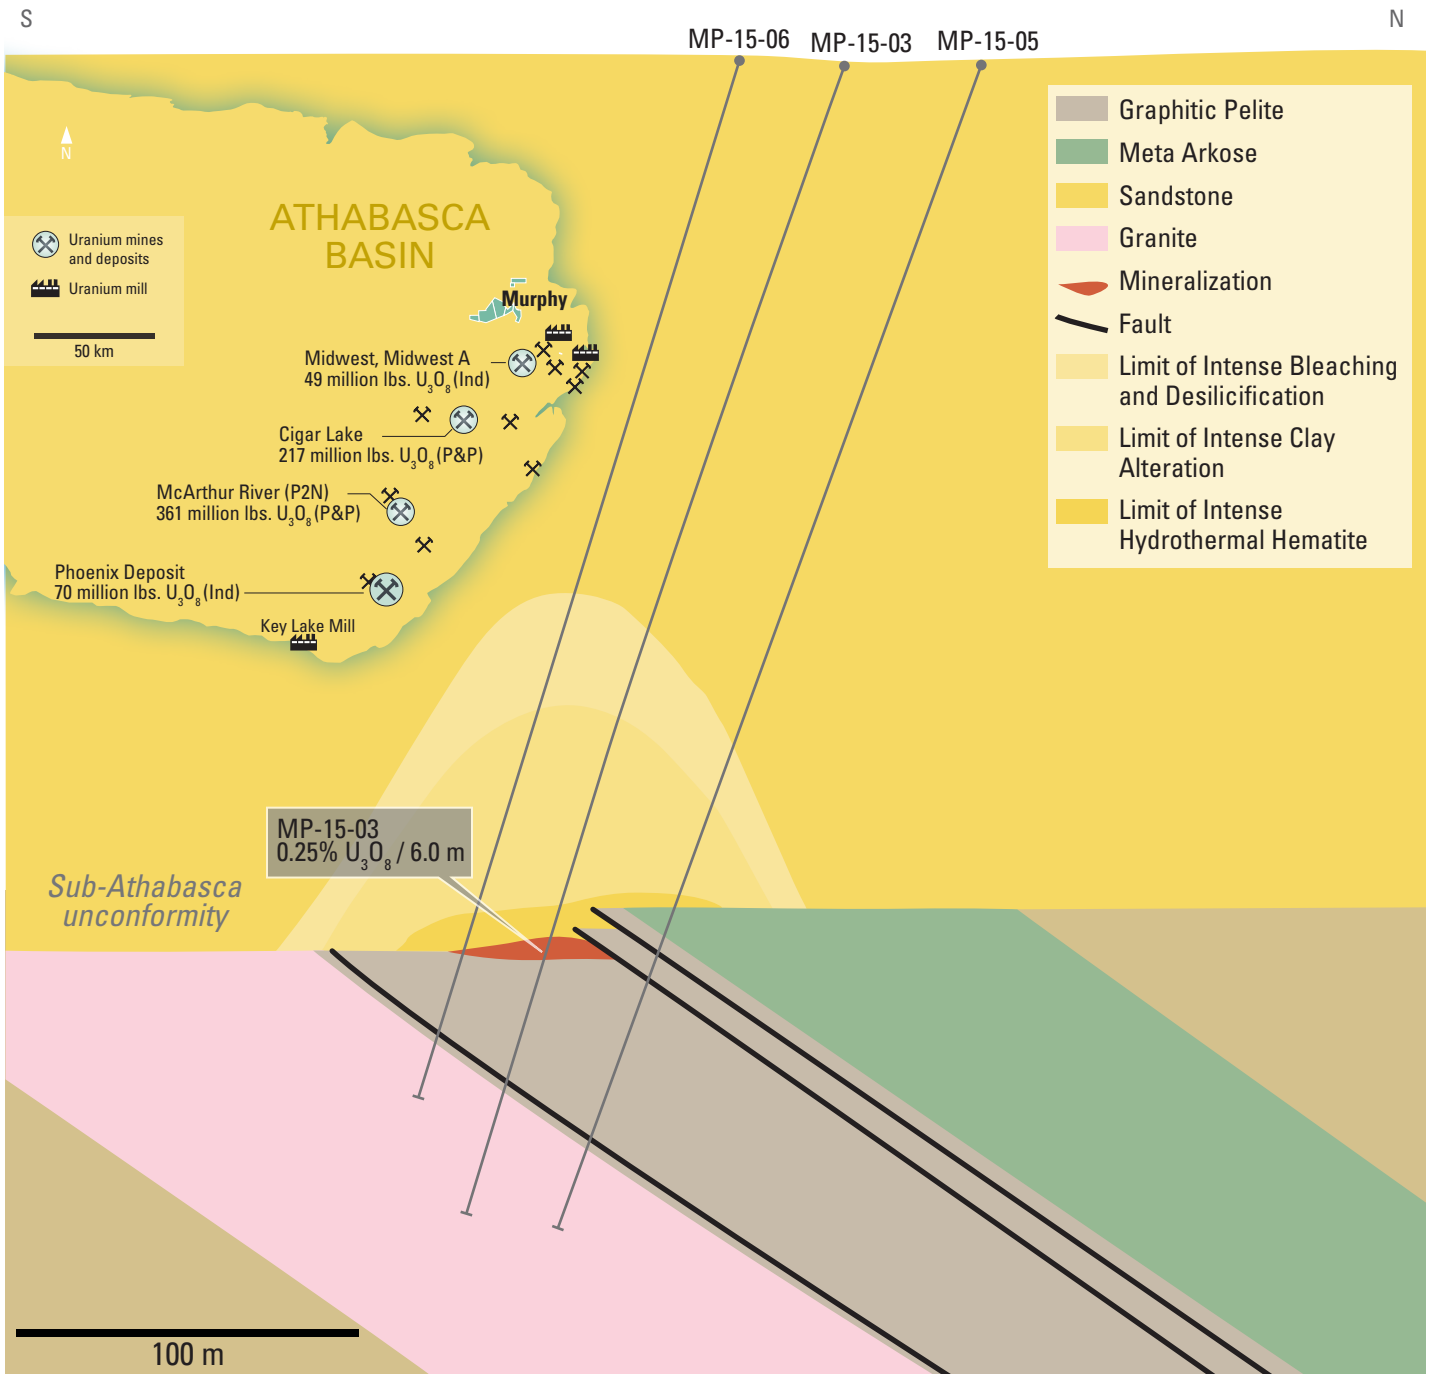 S
N
MP-15-06
MP-15-03
MP-15-05
Graphitic Pelite
Meta Arkose
Sandstone
Granite
Mineralization
Fault
Limit of Intense Bleaching
and Desilicification
Limit of Intense Clay
Alteration
Limit of Intense
Hydrothermal Hematite
N
ATHABASCA
BASIN
Uranium mines
and deposits
Uranium mill
50 km
Murphy
Midwest, Midwest A
49 million lbs. U₃O₈ (Ind)
Cigar Lake
217 million lbs. U₃O₈ (P&P)
McArthur River (P2N)
361 million lbs. U₃O₈ (P&P)
Phoenix Deposit
70 million lbs. U₃O₈ (Ind)
Key Lake Mill
MP-15-03
0.25% U₃O₈ / 6.0 m
Sub-Athabasca
unconformity
100 m